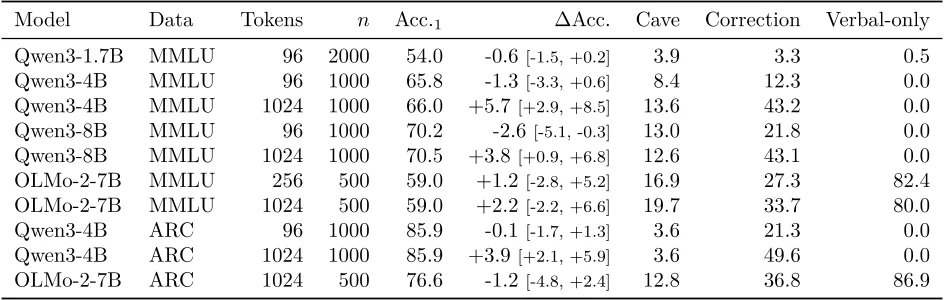 Model Data Tokens n Acc.₁ ΔAcc. Cave Correction Verbal-only
Qwen3-1.7B MMLU 96 2000 54.0 -0.6 [-1.5, +0.2] 3.9 3.3 0.5
Qwen3-4B MMLU 96 1000 65.8 -1.3 [-3.3, +0.6] 8.4 12.3 0.0
Qwen3-4B MMLU 1024 1000 66.0 +5.7 [+2.9, +8.5] 13.6 43.2 0.0
Qwen3-8B MMLU 96 1000 70.2 -2.6 [-5.1, -0.3] 13.0 21.8 0.0
Qwen3-8B MMLU 1024 1000 70.5 +3.8 [+0.9, +6.8] 12.6 43.1 0.0
OLMo-2-7B MMLU 256 500 59.0 +1.2 [-2.8, +5.2] 16.9 27.3 82.4
OLMo-2-7B MMLU 1024 500 59.0 +2.2 [-2.2, +6.6] 19.7 33.7 80.0
Qwen3-4B ARC 96 1000 85.9 -0.1 [-1.7, +1.3] 3.6 21.3 0.0
Qwen3-4B ARC 1024 1000 85.9 +3.9 [+2.1, +5.9] 3.6 49.6 0.0
OLMo-2-7B ARC 1024 500 76.6 -1.2 [-4.8, +2.4] 12.8 36.8 86.9